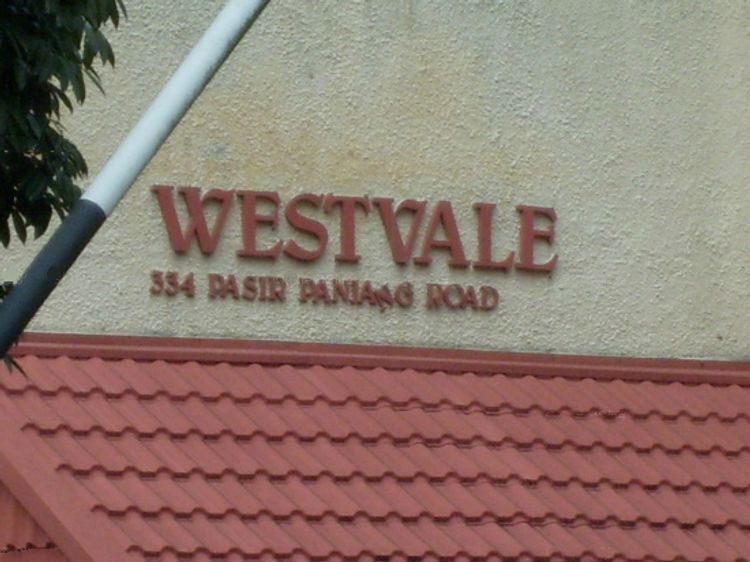 WESTVALE
334 PASIR PANJANG ROAD